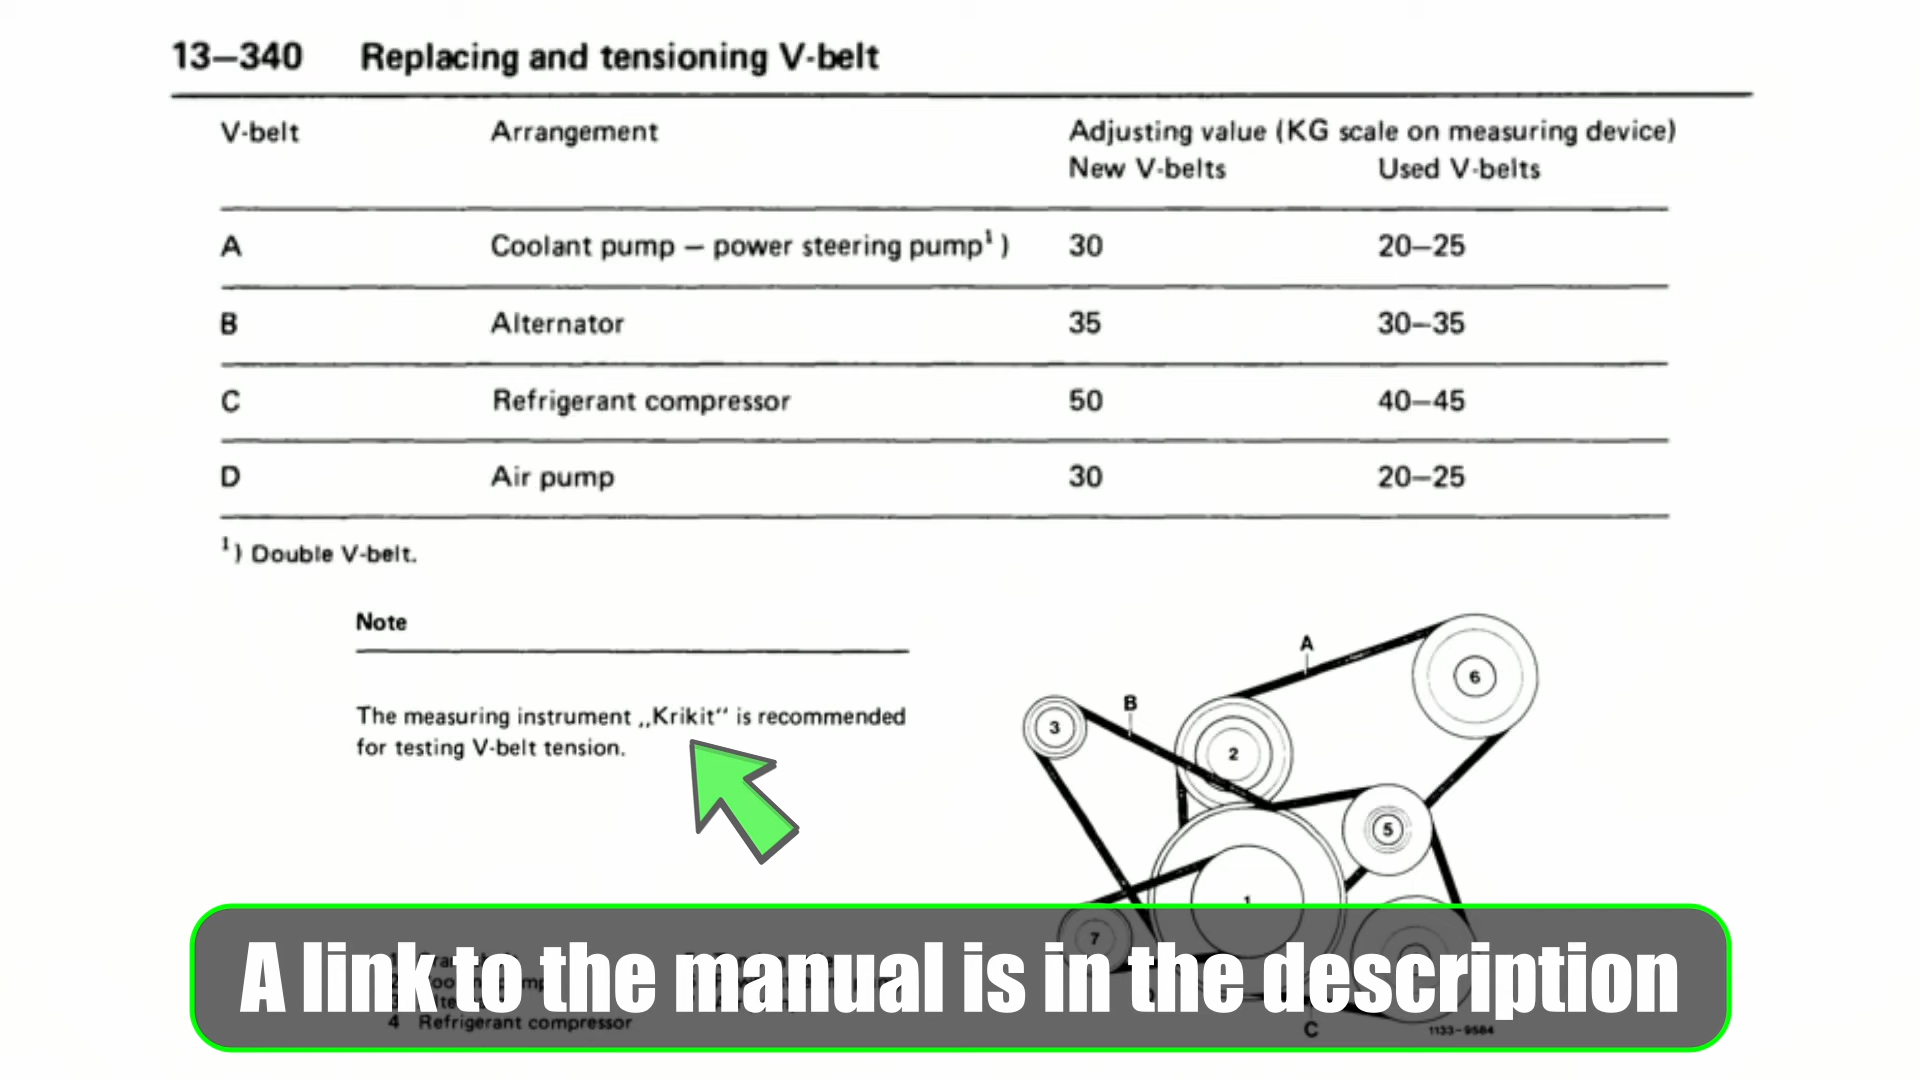 13–340 Replacing and tensioning V-belt
V-belt Arrangement Adjusting value (KG scale on measuring device)
New V-belts Used V-belts
A Coolant pump – power steering pump¹) 30 20–25
B Alternator 35 30–35
C Refrigerant compressor 50 40–45
D Air pump 30 20–25
¹) Double V-belt.
Note
The measuring instrument „Krikit“ is recommended
for testing V-belt tension.
A
B
6
3
2
5
1
7
A link to the manual is in the description
4 Refrigerant compressor
C
1133-9584